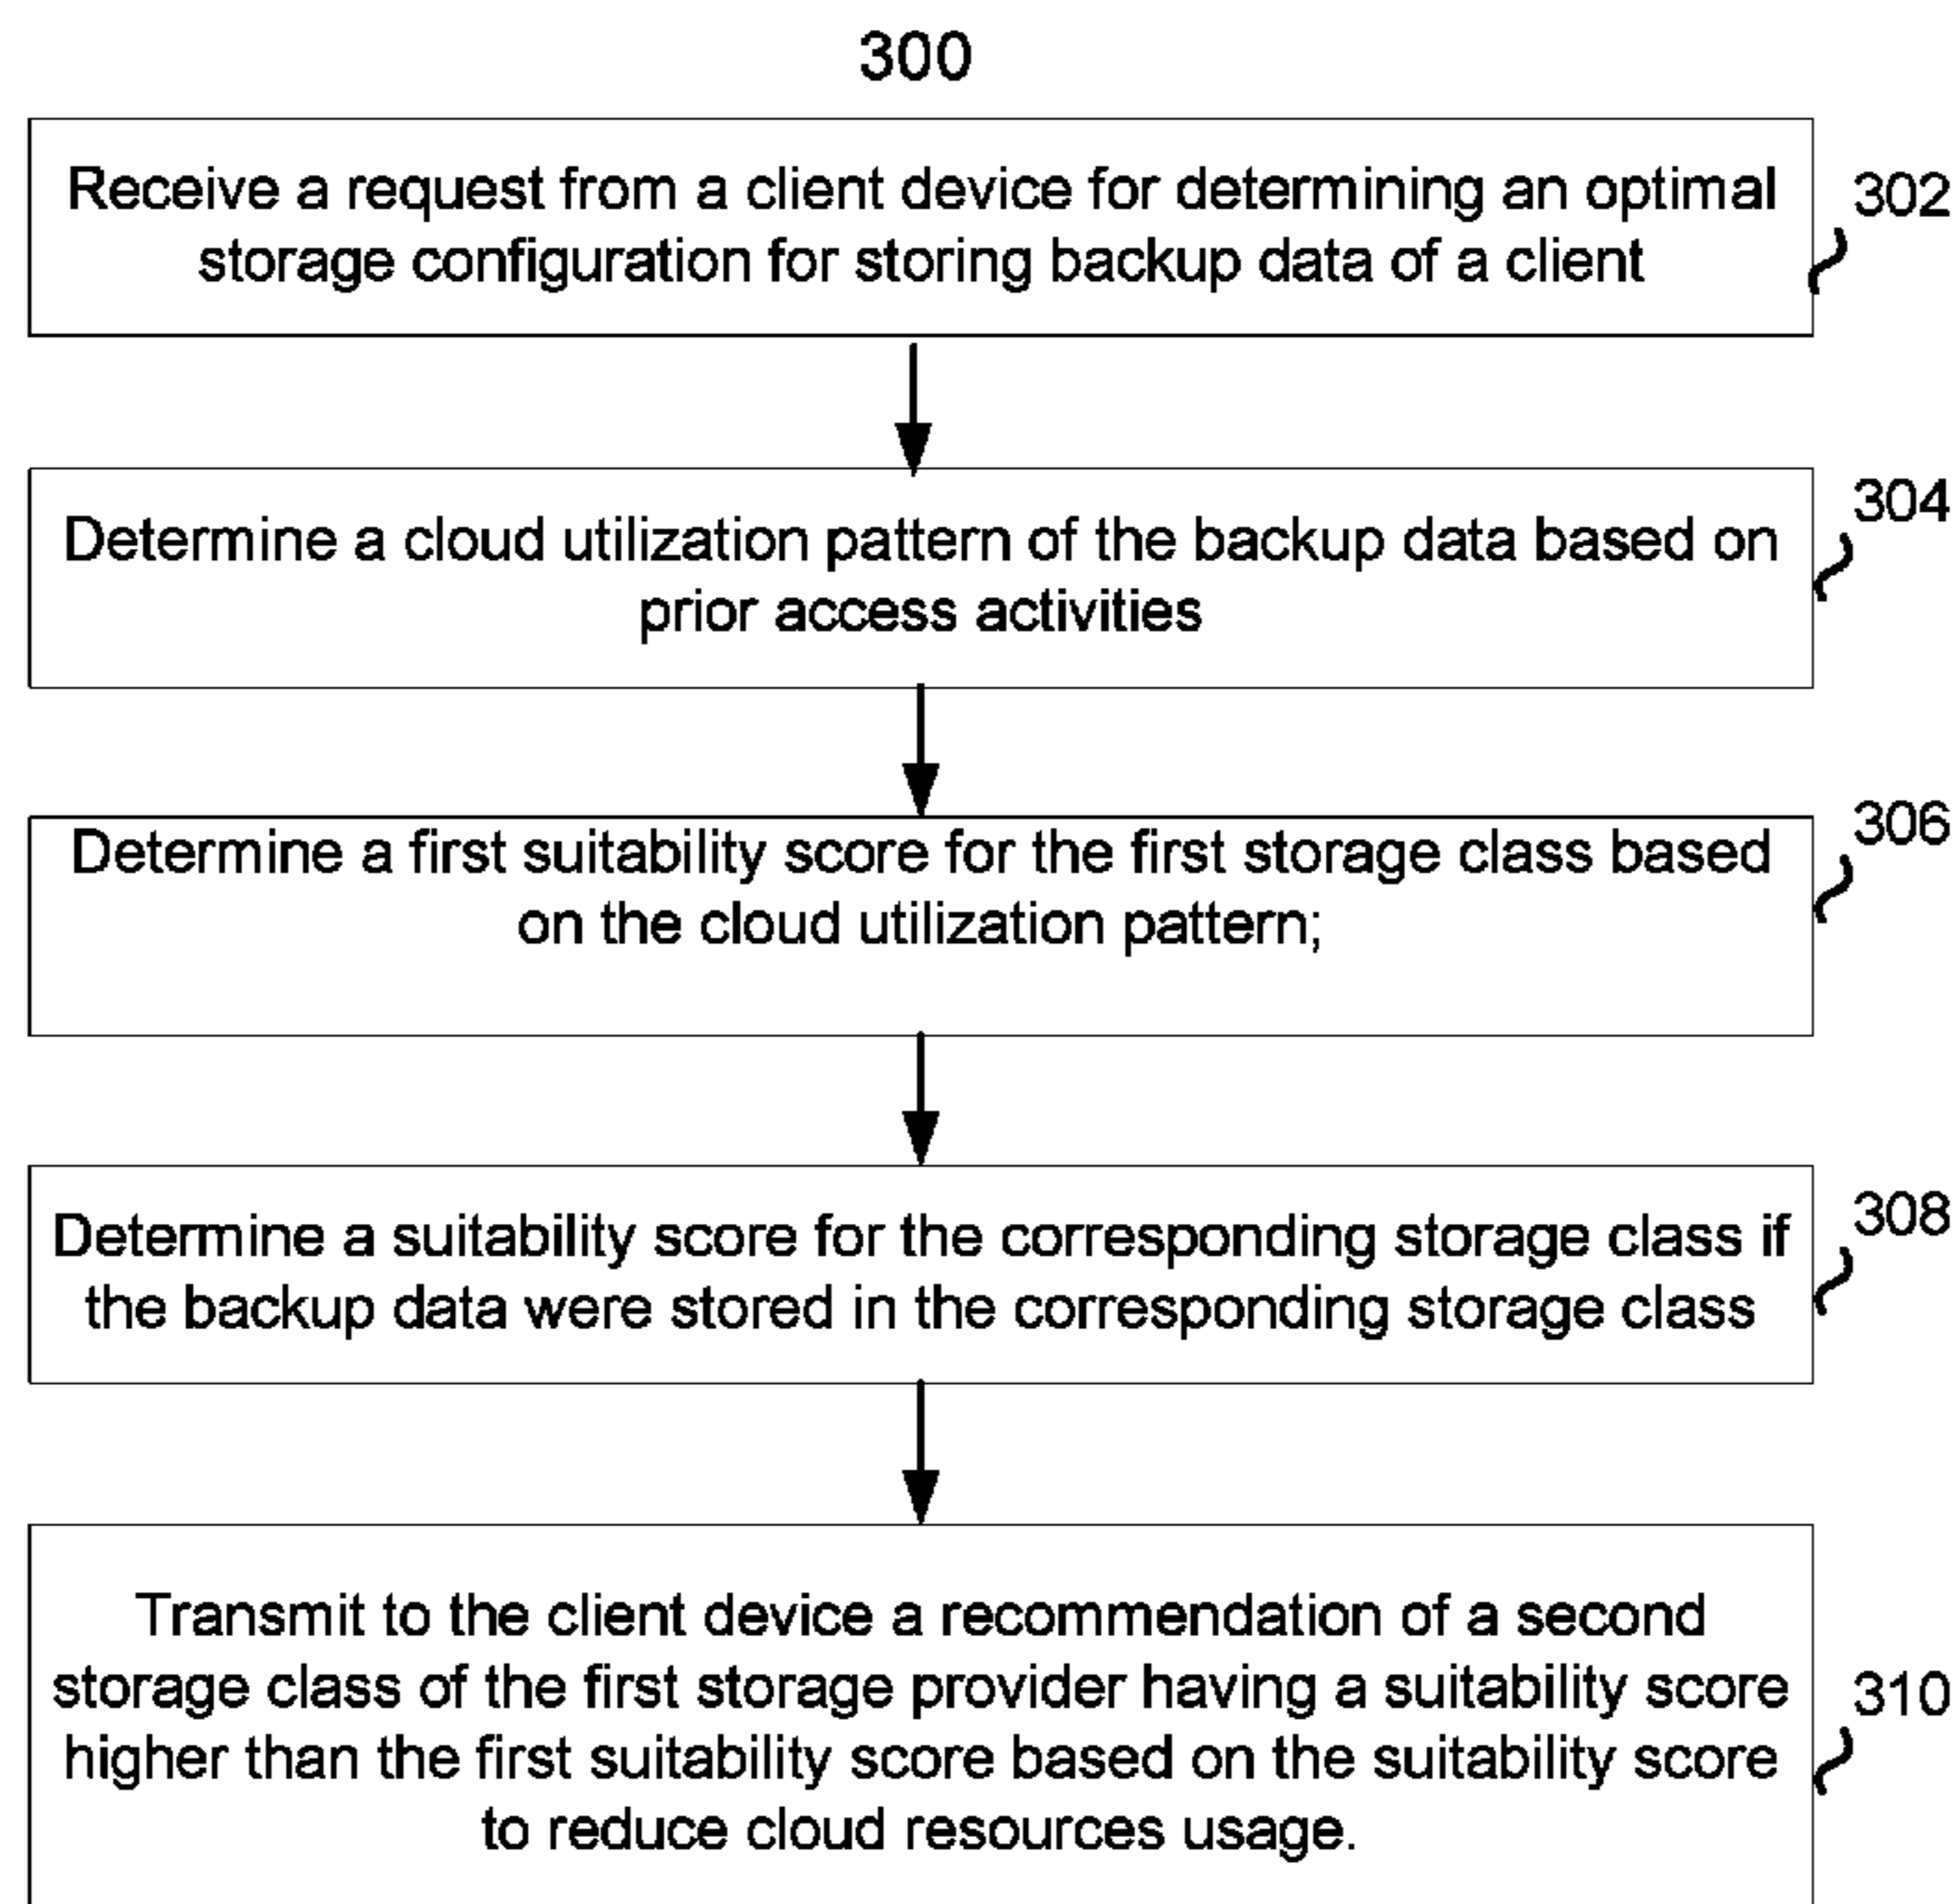 300
Receive a request from a client device for determining an optimal
storage configuration for storing backup data of a client
302
Determine a cloud utilization pattern of the backup data based on
prior access activities
304
Determine a first suitability score for the first storage class based
on the cloud utilization pattern;
306
Determine a suitability score for the corresponding storage class if
the backup data were stored in the corresponding storage class
308
Transmit to the client device a recommendation of a second
storage class of the first storage provider having a suitability score
higher than the first suitability score based on the suitability score
to reduce cloud resources usage.
310